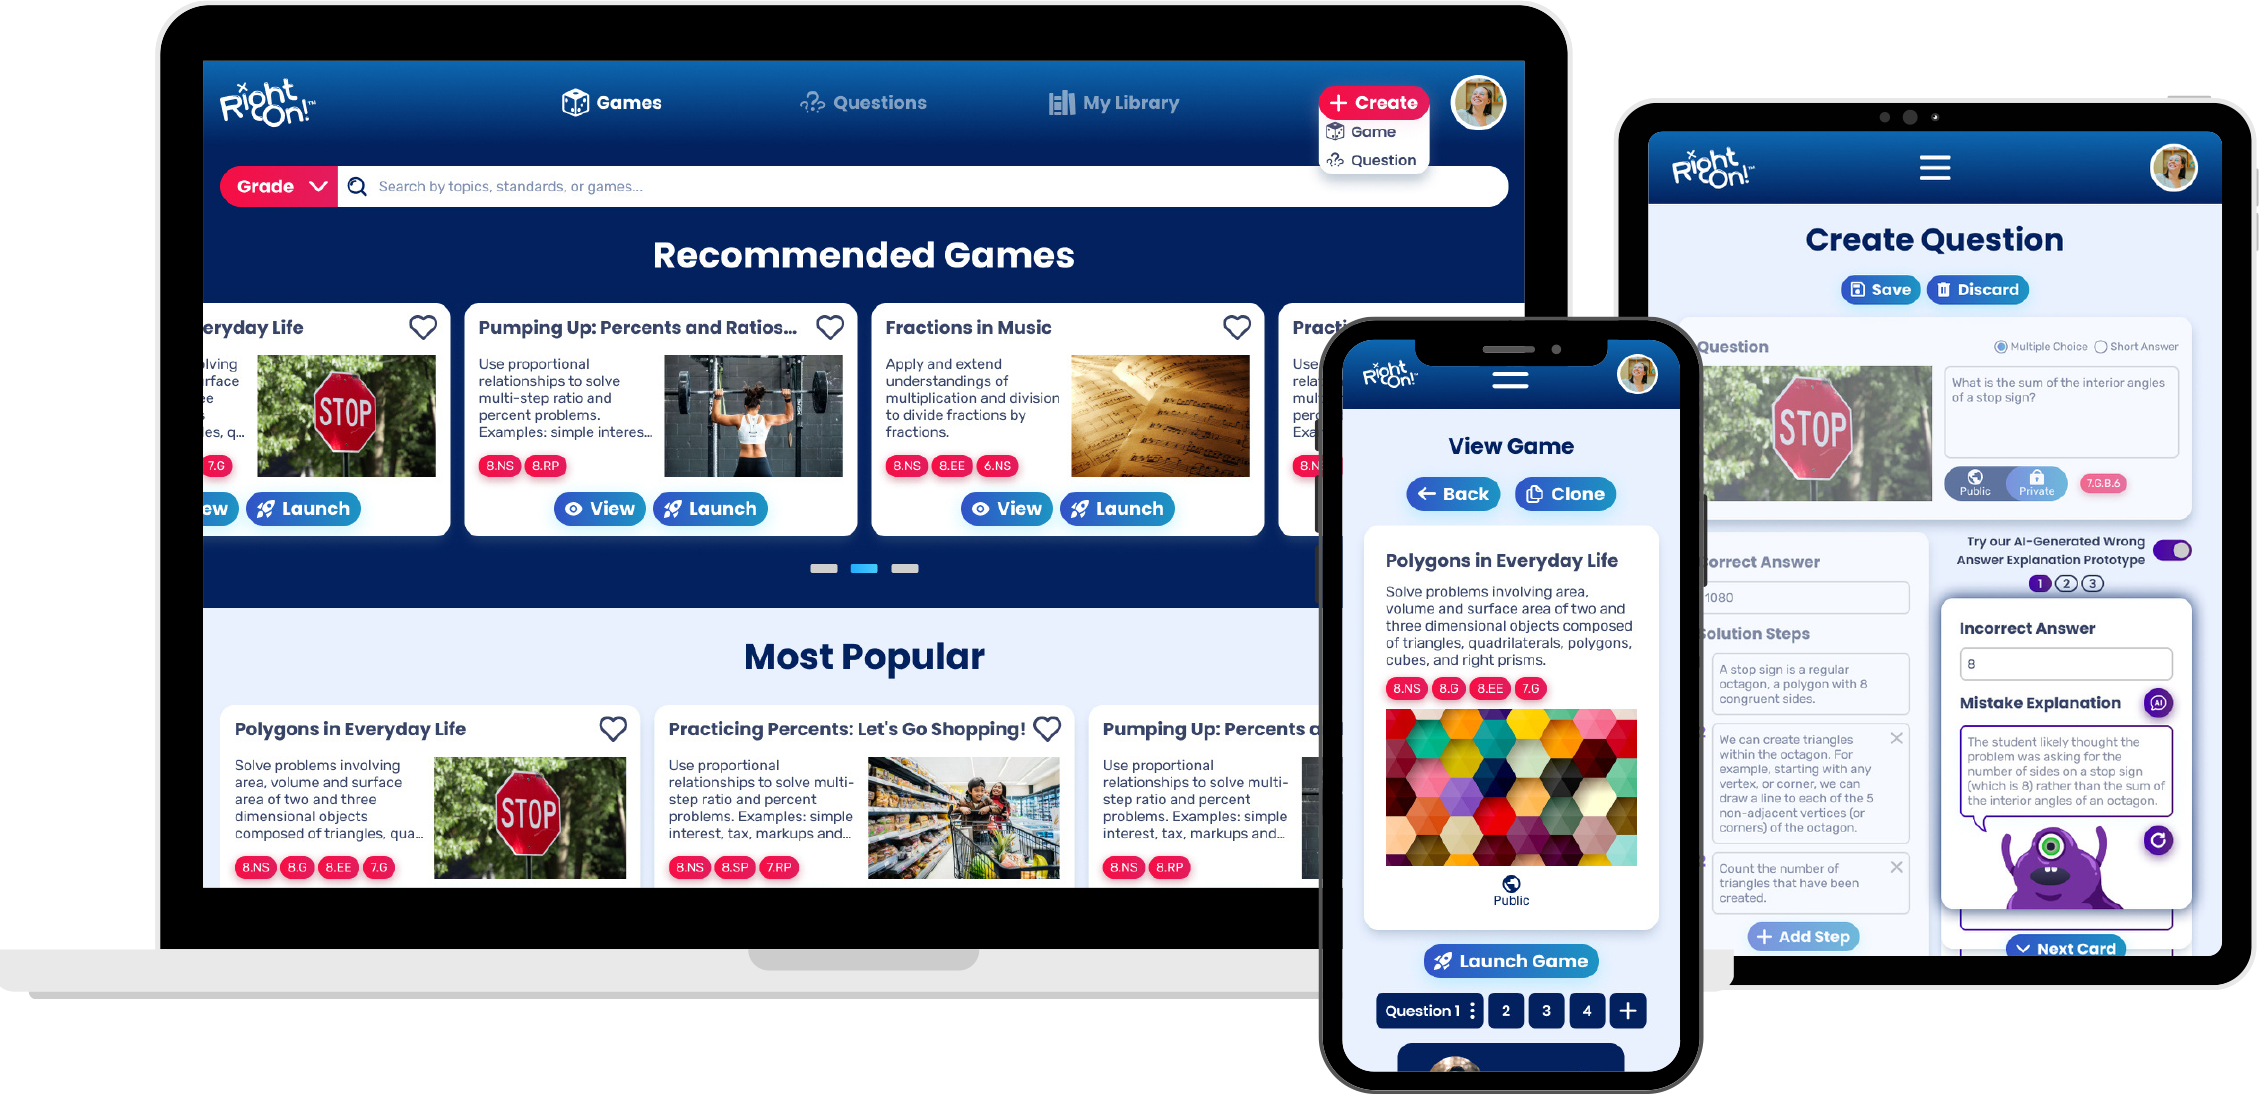 Right On!™
Games
Questions
My Library
+ Create
Game
Question
Grade
Search by topics, standards, or games...
Recommended Games
eryday Life
olving
urface
ee
s
les, q...
7.G
ew
Launch
STOP
Pumping Up: Percents and Ratios...
Use proportional
relationships to solve
multi-step ratio and
percent problems.
Examples: simple interes...
8.NS
8.RP
View
Launch
Fractions in Music
Apply and extend
understandings of
multiplication and division
to divide fractions by
fractions.
8.NS
8.EE
6.NS
View
Launch
Practi
Use
rela
mul
perc
Exa
8.N
Most Popular
Polygons in Everyday Life
Solve problems involving
area, volume and surface
area of two and three
dimensional objects
composed of triangles, qua...
8.NS
8.G
8.EE
7.G
STOP
Practicing Percents: Let's Go Shopping!
Use proportional
relationships to solve multi-
step ratio and percent
problems. Examples: simple
interest, tax, markups and...
8.NS
8.SP
7.RP
Pumping Up: Percents a
Use proportional
relationships to solve multi-
step ratio and percent
problems. Examples: simple
interest, tax, markups and...
8.NS
8.RP
Right On!™
View Game
Back
Clone
Polygons in Everyday Life
Solve problems involving area,
volume and surface area of two and
three dimensional objects composed
of triangles, quadrilaterals, polygons,
cubes, and right prisms.
8.NS
8.G
8.EE
7.G
Public
Launch Game
Question 1
2
3
4
+
Right On!™
Create Question
Save
Discard
Question
Multiple Choice
Short Answer
STOP
What is the sum of the interior angles
of a stop sign?
Public
Private
7.G.B.6
orrect Answer
1080
Solution Steps
A stop sign is a regular
octagon, a polygon with 8
congruent sides.
We can create triangles
within the octagon. For
example, starting with any
vertex, or corner, we can
draw a line to each of the 5
non-adjacent vertices (or
corners) of the octagon.
Count the number of
triangles that have been
created.
+ Add Step
Try our AI-Generated Wrong
Answer Explanation Prototype
1
2
3
Incorrect Answer
8
Mistake Explanation
AI
The student likely thought the
problem was asking for the
number of sides on a stop sign
(which is 8) rather than the sum of
the interior angles of an octagon.
Next Card